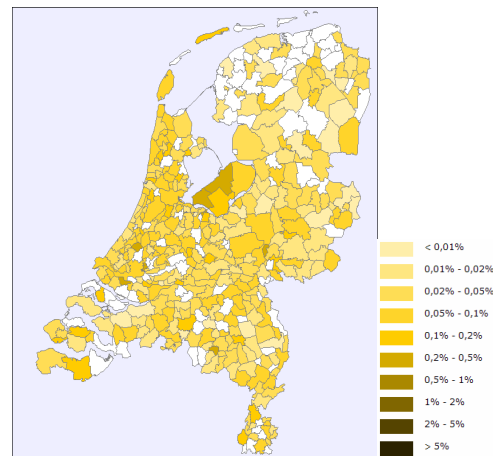 < 0,01%
0,01% - 0,02%
0,02% - 0,05%
0,05% - 0,1%
0,1% - 0,2%
0,2% - 0,5%
0,5% - 1%
1% - 2%
2% - 5%
> 5%